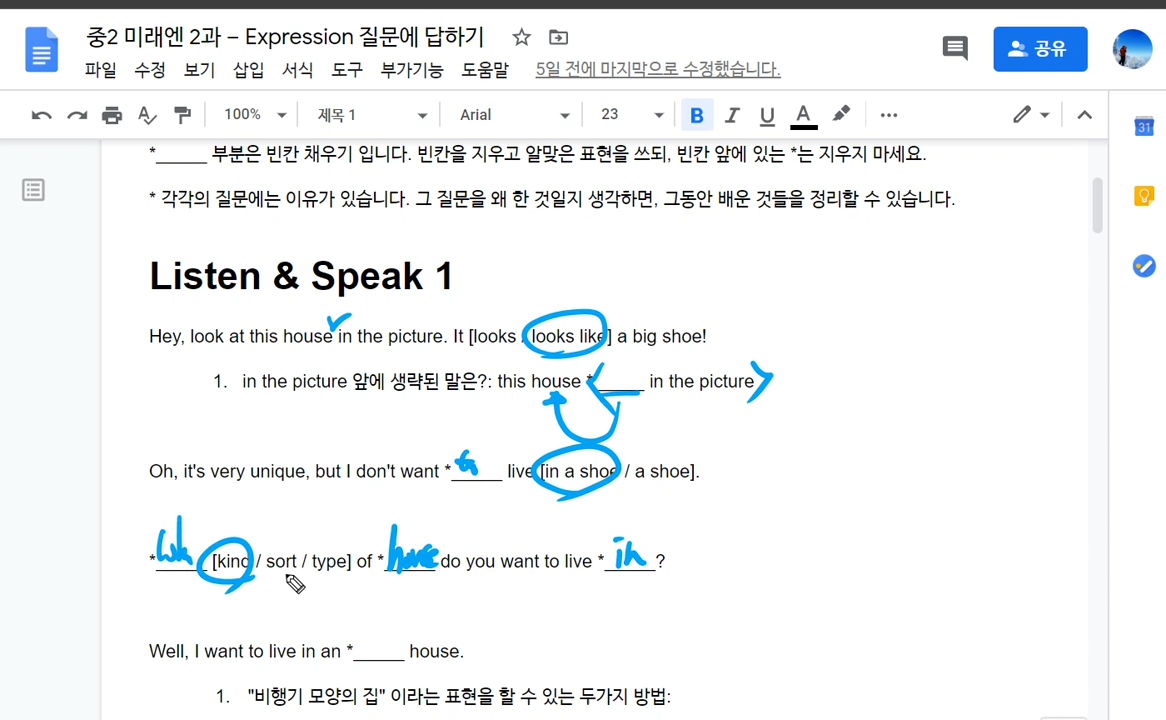 중2 미래엔 2과 – Expression 질문에 답하기
파일 수정 보기 삽입 서식 도구 부가기능 도움말 5일 전에 마지막으로 수정했습니다.
공유
100% 제목 1 Arial 23 B I U A
31
*_____ 부분은 빈칸 채우기 입니다. 빈칸을 지우고 알맞은 표현을 쓰되, 빈칸 앞에 있는 *는 지우지 마세요.
* 각각의 질문에는 이유가 있습니다. 그 질문을 왜 한 것일지 생각하면, 그동안 배운 것들을 정리할 수 있습니다.
Listen & Speak 1
Hey, look at this house in the picture. It [looks / looks like] a big shoe!
1. in the picture 앞에 생략된 말은?: this house *_____ in the picture
Oh, it's very unique, but I don't want *to live [in a shoe / a shoe].
*_____ [kind / sort / type] of *house do you want to live *in?
Well, I want to live in an *_____ house.
1. "비행기 모양의 집" 이라는 표현을 할 수 있는 두가지 방법: